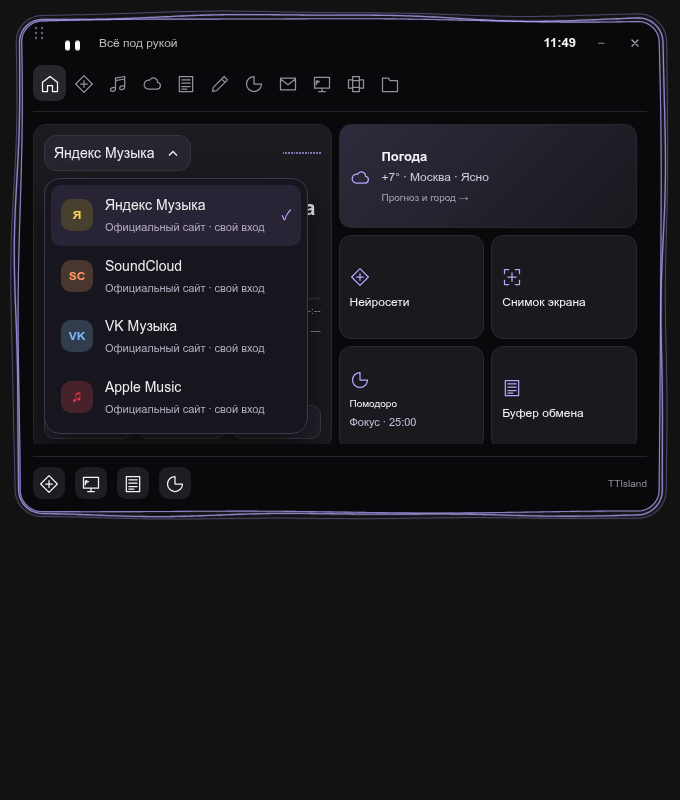 Всё под рукой
11:49
Яндекс Музыка
Я
Яндекс Музыка
Официальный сайт · свой вход
✓
SC
SoundCloud
Официальный сайт · свой вход
VK
VK Музыка
Официальный сайт · свой вход
Apple Music
Официальный сайт · свой вход
а
-:--
—
Погода
+7° · Москва · Ясно
Прогноз и город →
Нейросети
Снимок экрана
Помодоро
Фокус · 25:00
Буфер обмена
TTIsland